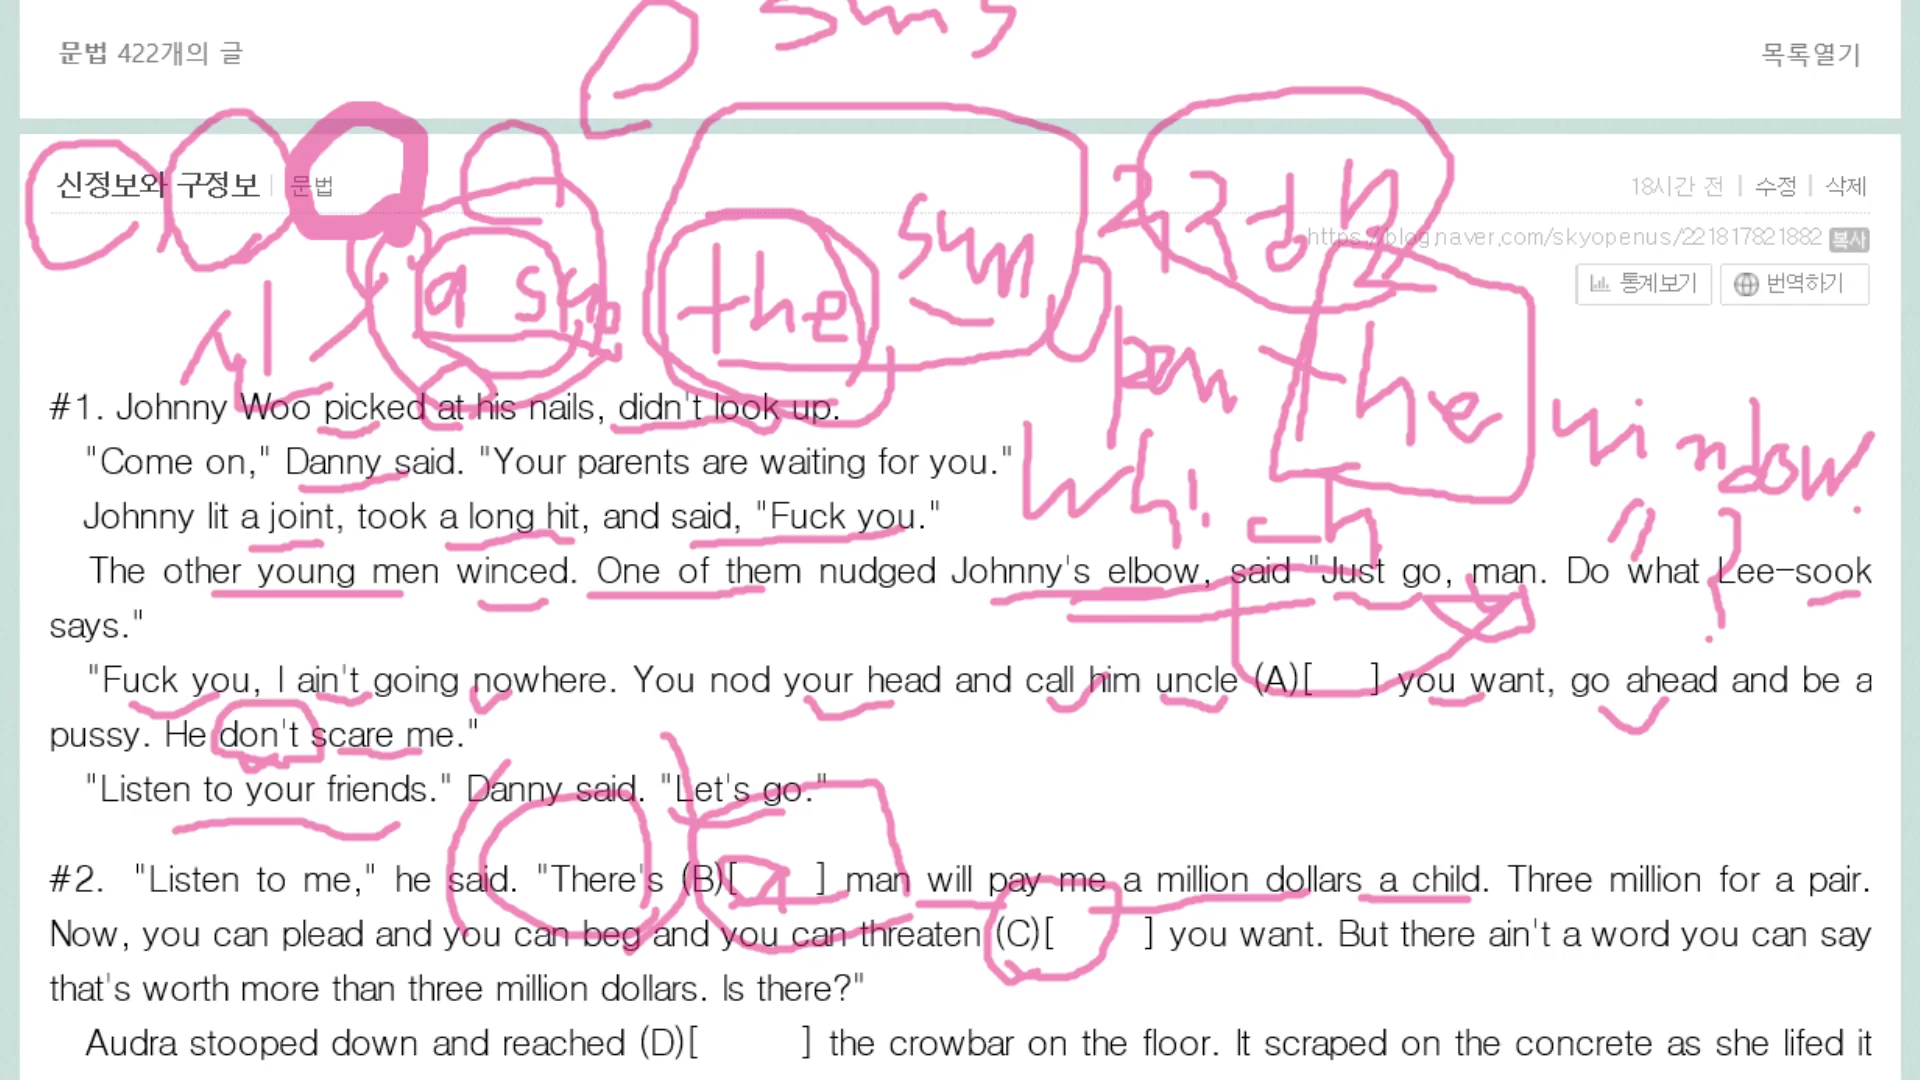 sun's
문법 422개의 글
목록열기
신정보와 구정보 | 문법
18시간 전 | 수정 | 삭제
https://blog.naver.com/skyopenus/221817821882 복사
통계보기 번역하기
신 the sun 구정보
the window.
#1. Johnny Woo picked at his nails, didn't look up.
"Come on," Danny said. "Your parents are waiting for you."
Johnny lit a joint, took a long hit, and said, "Fuck you."
The other young men winced. One of them nudged Johnny's elbow, said "Just go, man. Do what Lee-sook
says."
"Fuck you, I ain't going nowhere. You nod your head and call him uncle (A)[ ] you want, go ahead and be a
pussy. He don't scare me."
"Listen to your friends." Danny said. "Let's go."
#2. "Listen to me," he said. "There's (B)[ ] man will pay me a million dollars a child. Three million for a pair.
Now, you can plead and you can beg and you can threaten (C)[ ] you want. But there ain't a word you can say
that's worth more than three million dollars. Is there?"
Audra stooped down and reached (D)[ ] the crowbar on the floor. It scraped on the concrete as she lifed it